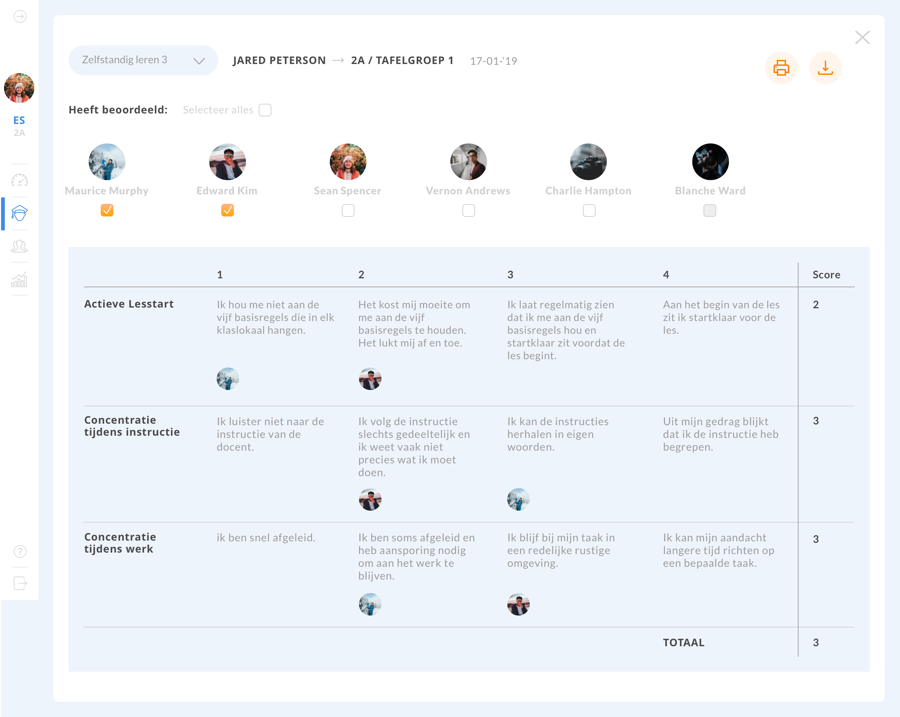 Zelfstandig leren 3
JARED PETERSON → 2A / TAFELGROEP 1
17-01-'19
ES
2A
Heeft beoordeeld:
Selecteer alles
Maurice Murphy
Edward Kim
Sean Spencer
Vernon Andrews
Charlie Hampton
Blanche Ward
1
2
3
4
Score
Actieve Lesstart
Ik hou me niet aan de
vijf basisregels die in elk
klaslokaal hangen.
Het kost mij moeite om
me aan de vijf
basisregels te houden.
Het lukt mij af en toe.
Ik laat regelmatig zien
dat ik me aan de vijf
basisregels hou en
startklaar zit voordat de
les begint.
Aan het begin van de les
zit ik startklaar voor de
les.
2
Concentratie
tijdens instructie
Ik luister niet naar de
instructie van de
docent.
Ik volg de instructie
slechts gedeeltelijk en
ik weet vaak niet
precies wat ik moet
doen.
Ik kan de instructies
herhalen in eigen
woorden.
Uit mijn gedrag blijkt
dat ik de instructie heb
begrepen.
3
Concentratie
tijdens werk
ik ben snel afgeleid.
Ik ben soms afgeleid en
heb aansporing nodig
om aan het werk te
blijven.
Ik blijf bij mijn taak in
een redelijke rustige
omgeving.
Ik kan mijn aandacht
langere tijd richten op
een bepaalde taak.
3
TOTAAL
3